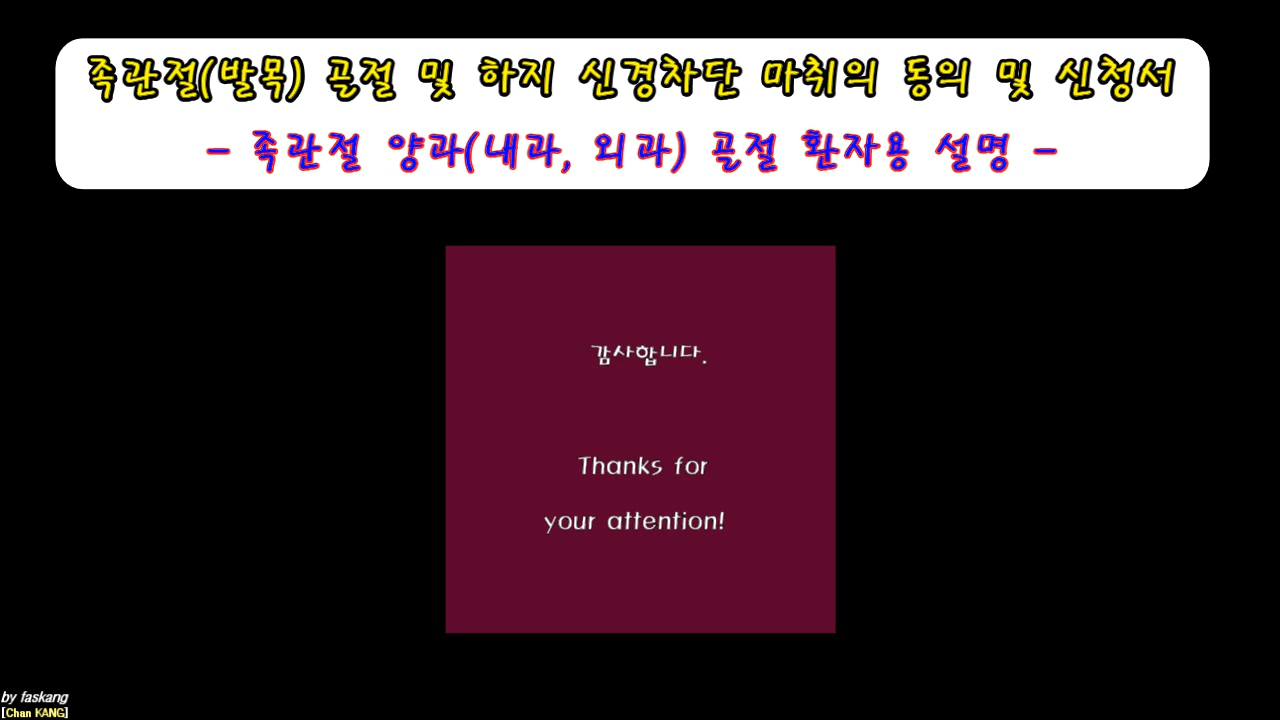 족관절(발목) 골절 및 하지 신경차단 마취의 동의 및 신청서
- 족관절 양과(내과, 외과) 골절 환자용 설명 -
감사합니다.
Thanks for
your attention!
by faskang
[Chan KANG]